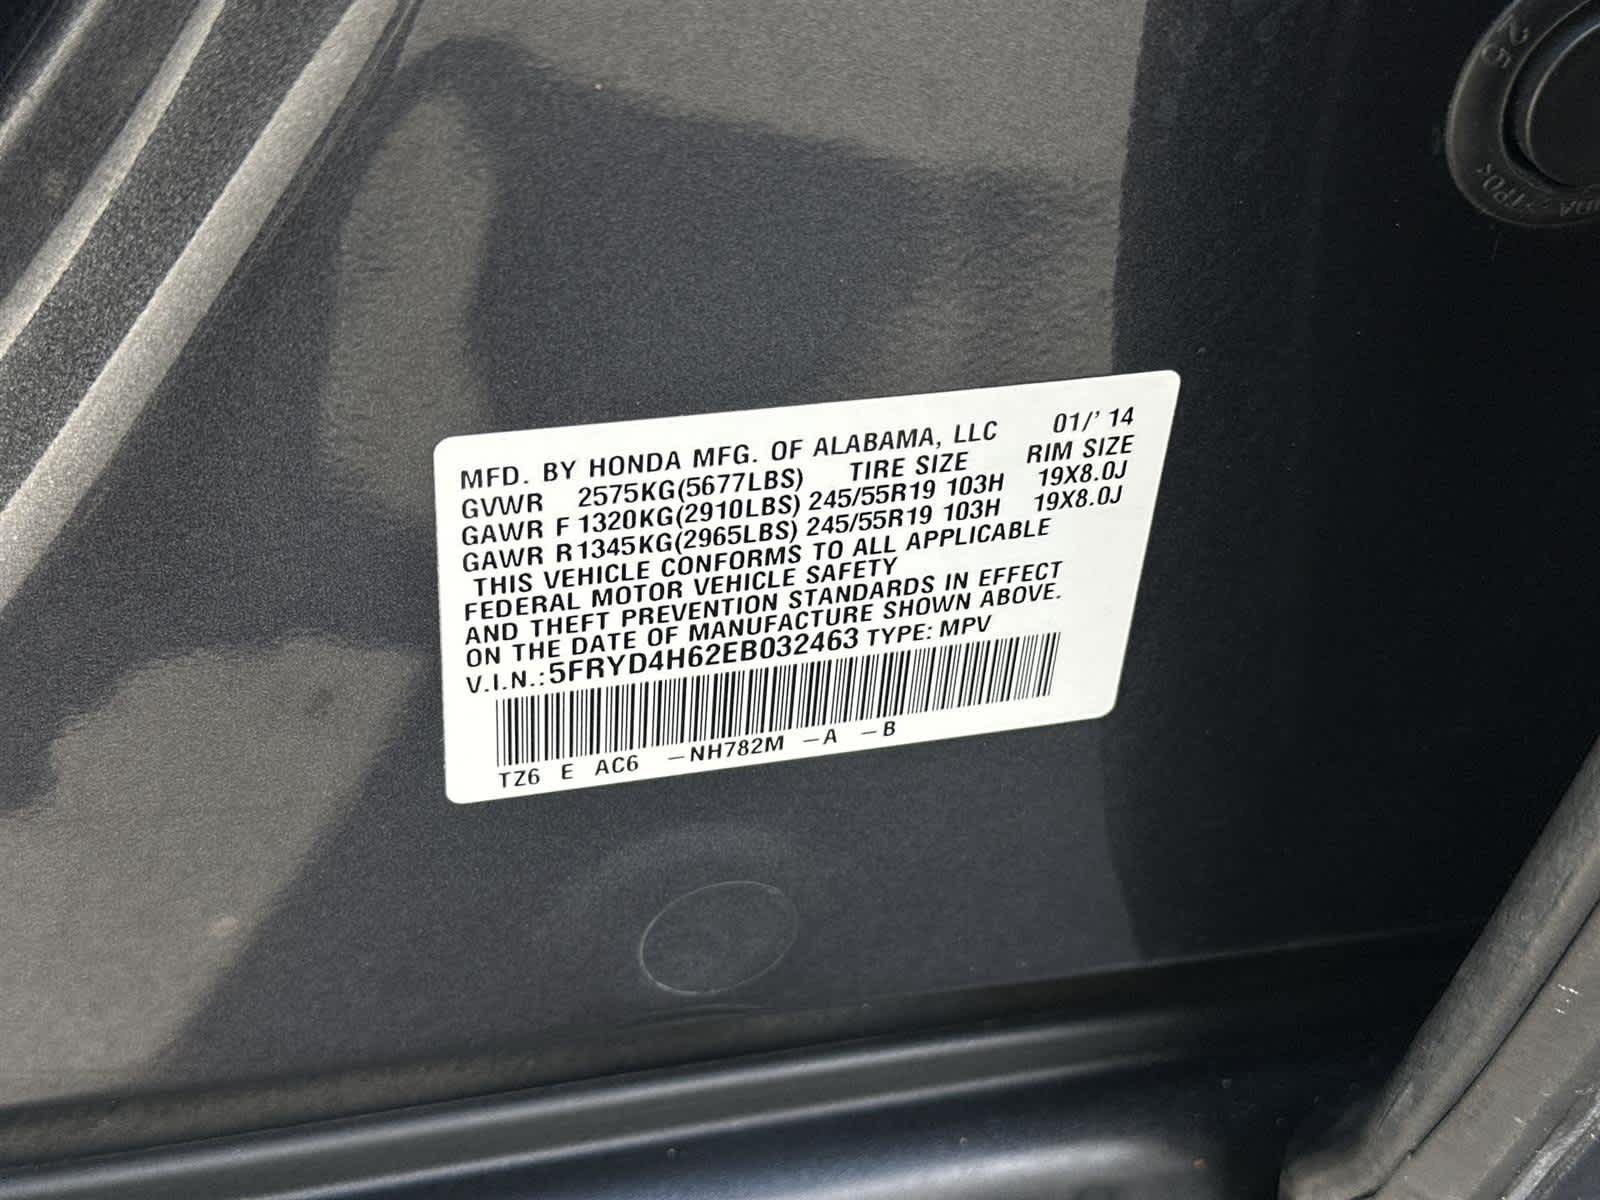 MFD. BY HONDA MFG. OF ALABAMA, LLC 01/' 14
GVWR 2575KG(5677LBS) TIRE SIZE RIM SIZE
GAWR F 1320KG(2910LBS) 245/55R19 103H 19X8.0J
GAWR R 1345KG(2965LBS) 245/55R19 103H 19X8.0J
THIS VEHICLE CONFORMS TO ALL APPLICABLE
FEDERAL MOTOR VEHICLE SAFETY
AND THEFT PREVENTION STANDARDS IN EFFECT
ON THE DATE OF MANUFACTURE SHOWN ABOVE.
V.I.N.: 5FRYD4H62EB032463 TYPE: MPV
TZ6 E AC6 -NH782M -A -B
25